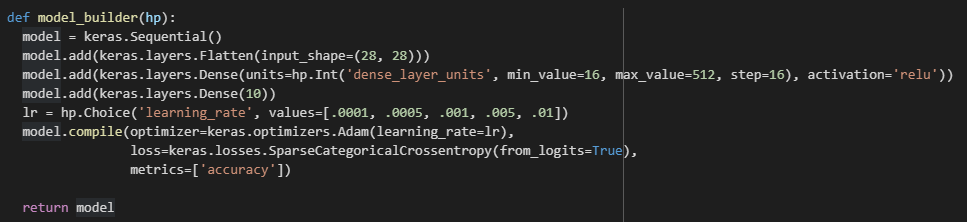 def model_builder(hp):
  model = keras.Sequential()
  model.add(keras.layers.Flatten(input_shape=(28, 28)))
  model.add(keras.layers.Dense(units=hp.Int('dense_layer_units', min_value=16, max_value=512, step=16), activation='relu'))
  model.add(keras.layers.Dense(10))
  lr = hp.Choice('learning_rate', values=[.0001, .0005, .001, .005, .01])
  model.compile(optimizer=keras.optimizers.Adam(learning_rate=lr),
                loss=keras.losses.SparseCategoricalCrossentropy(from_logits=True),
                metrics=['accuracy'])
  return model